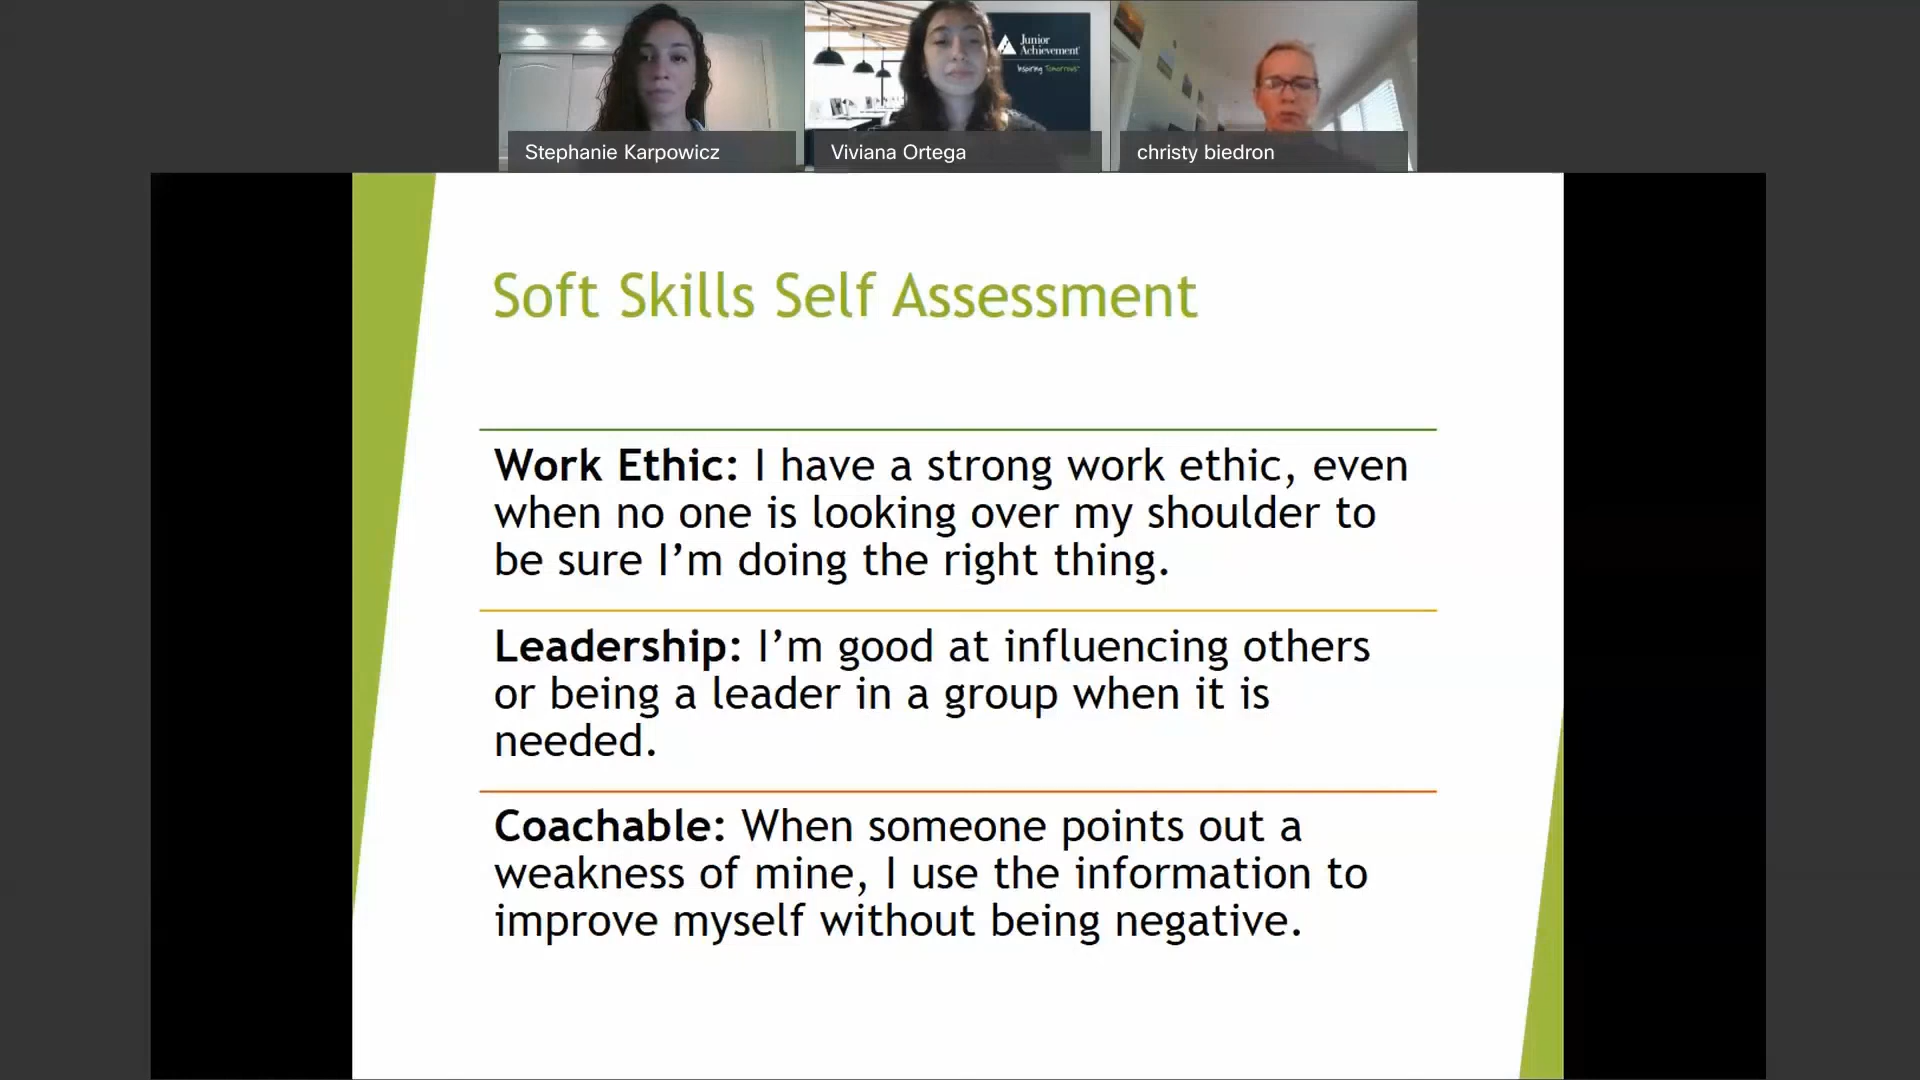 Junior
Achievement
Inspiring Tomorrows
Stephanie Karpowicz
Viviana Ortega
christy biedron
Soft Skills Self Assessment
Work Ethic: I have a strong work ethic, even
when no one is looking over my shoulder to
be sure I’m doing the right thing.
Leadership: I’m good at influencing others
or being a leader in a group when it is
needed.
Coachable: When someone points out a
weakness of mine, I use the information to
improve myself without being negative.